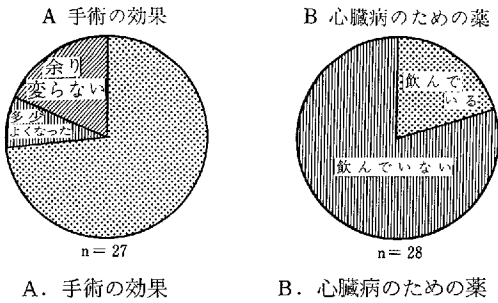 A 手術の効果
余り
変らない
多少
よくなった
n=27
B 心臓病のための薬
飲んで
いる
飲んでいない
n=28
A. 手術の効果
B. 心臓病のための薬